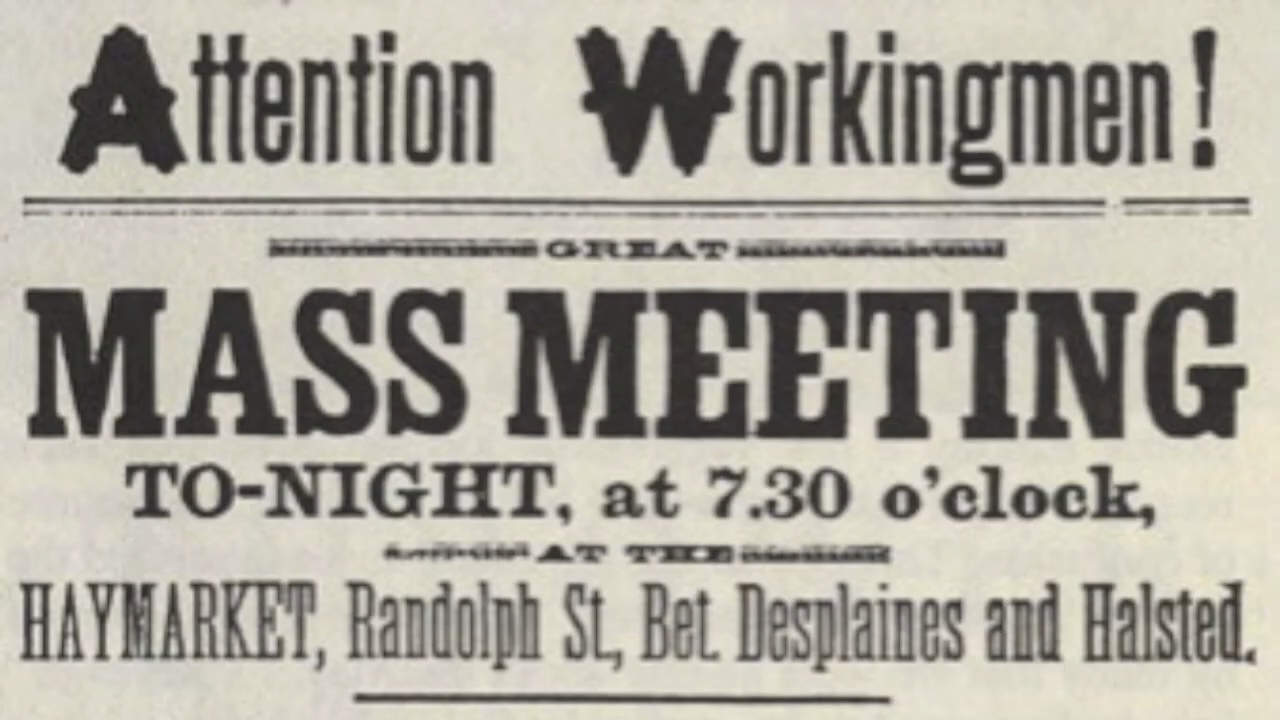 Attention Workingmen!
GREAT
MASS MEETING
TO-NIGHT, at 7.30 o'clock,
AT THE
HAYMARKET, Randolph St., Bet. Desplaines and Halsted.